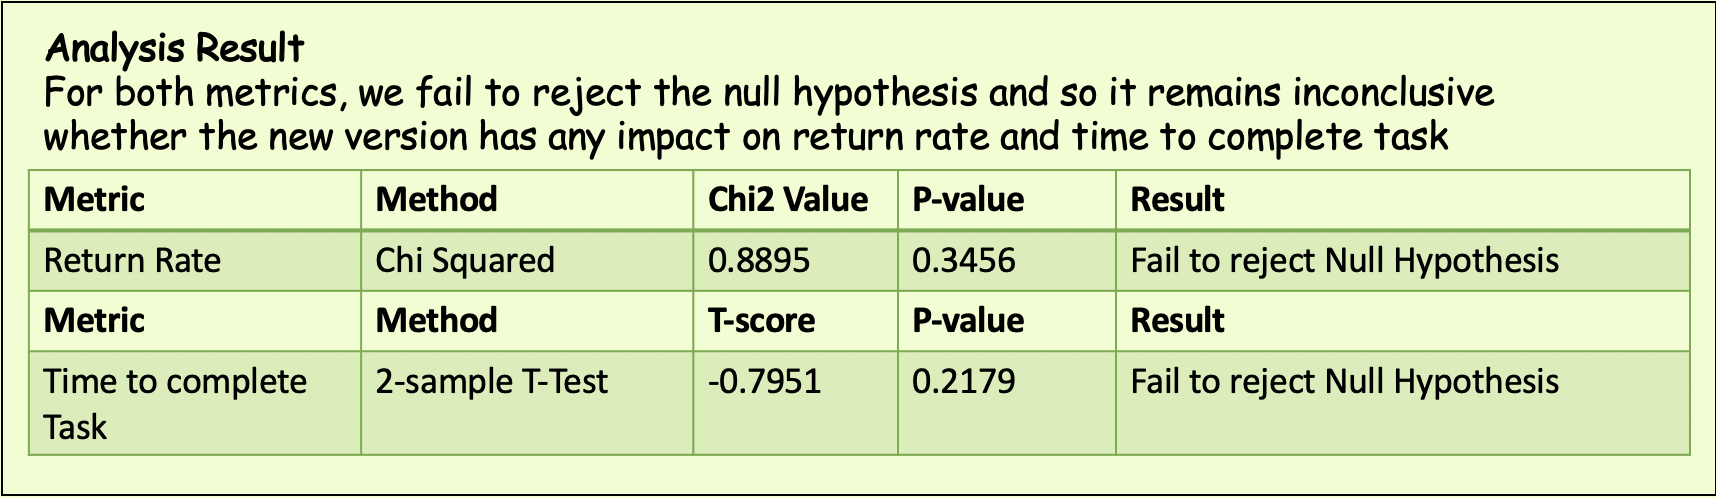 Analysis Result
For both metrics, we fail to reject the null hypothesis and so it remains inconclusive
whether the new version has any impact on return rate and time to complete task
Metric Method Chi2 Value P-value Result
Return Rate Chi Squared 0.8895 0.3456 Fail to reject Null Hypothesis
Metric Method T-score P-value Result
Time to complete 2-sample T-Test -0.7951 0.2179 Fail to reject Null Hypothesis
Task